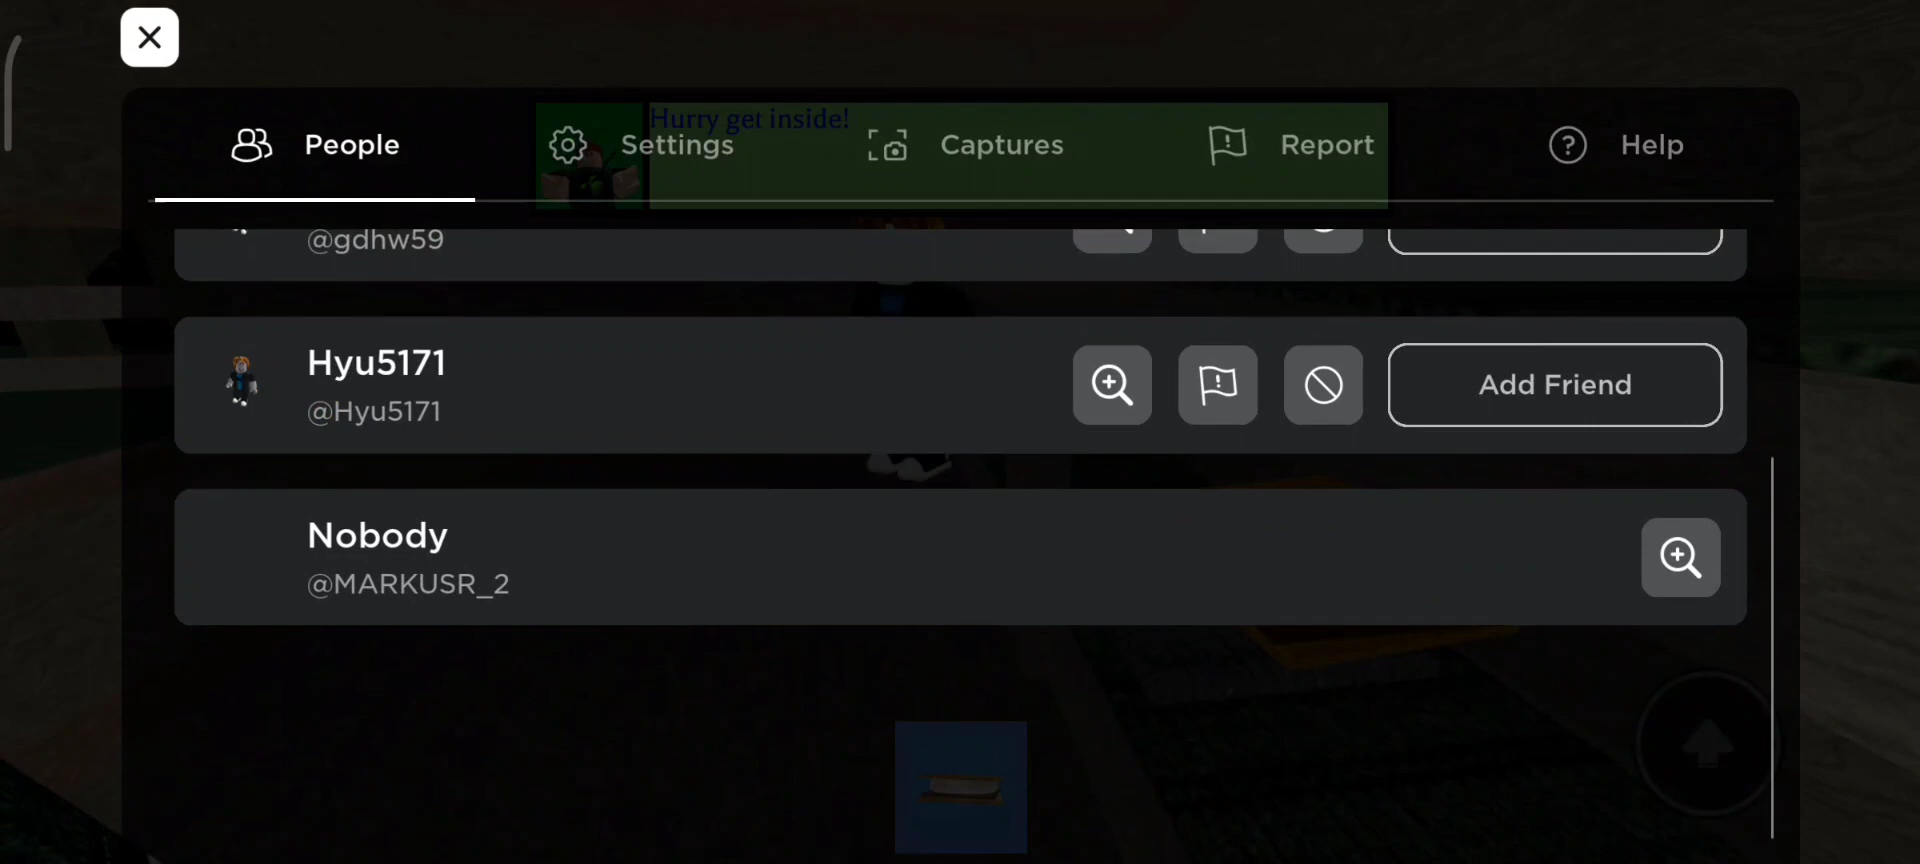 Hurry get inside!
People
Settings
Captures
Report
Help
@gdhw59
Hyu5171
@Hyu5171
Add Friend
Nobody
@MARKUSR_2